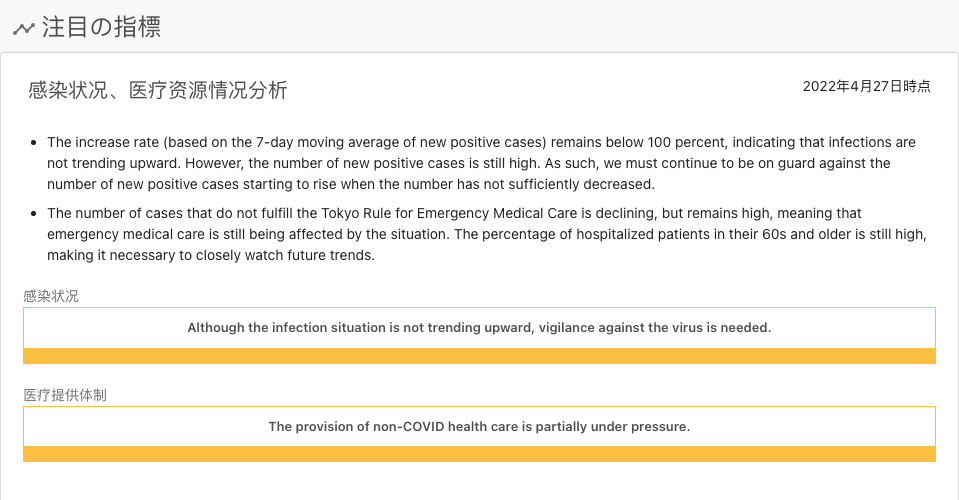 注目の指標
感染状况、医疗资源情况分析
2022年4月27日時点
The increase rate (based on the 7-day moving average of new positive cases) remains below 100 percent, indicating that infections are
not trending upward. However, the number of new positive cases is still high. As such, we must continue to be on guard against the
number of new positive cases starting to rise when the number has not sufficiently decreased.
The number of cases that do not fulfill the Tokyo Rule for Emergency Medical Care is declining, but remains high, meaning that
emergency medical care is still being affected by the situation. The percentage of hospitalized patients in their 60s and older is still high,
making it necessary to closely watch future trends.
感染状况
Although the infection situation is not trending upward, vigilance against the virus is needed.
医疗提供体制
The provision of non-COVID health care is partially under pressure.